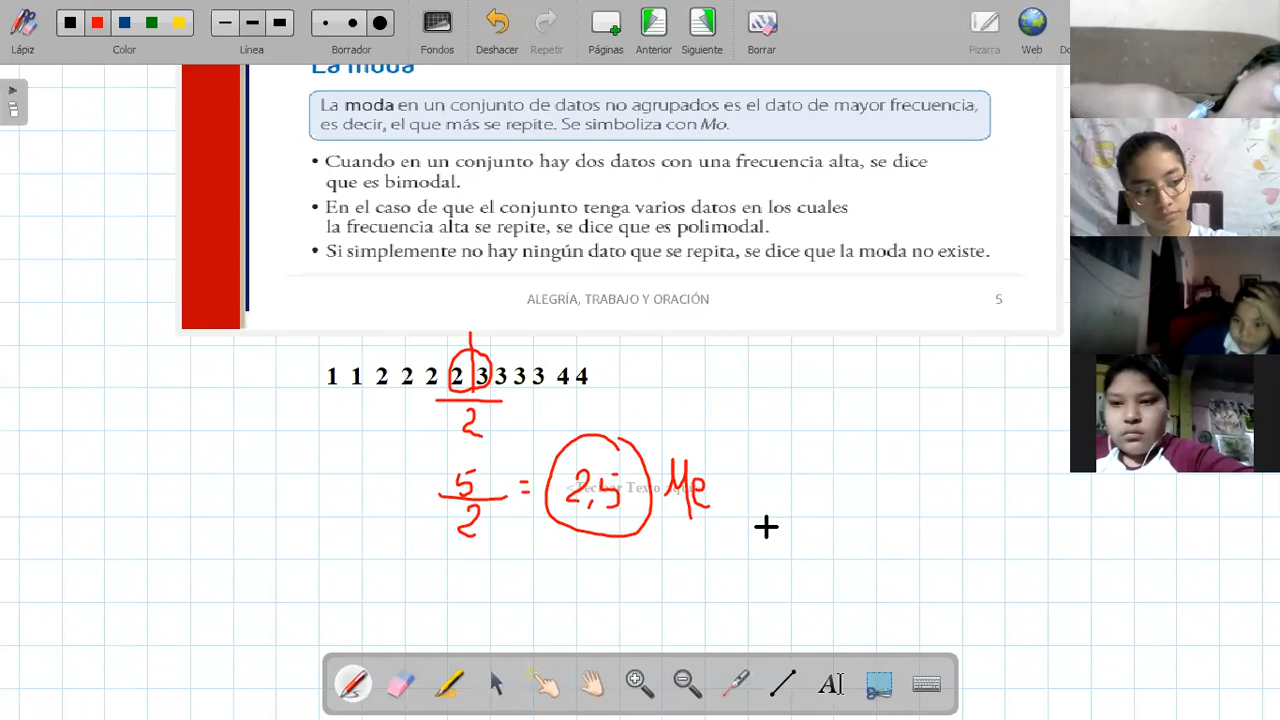 Lápiz Color Línea Borrador Fondos Deshacer Repetir Páginas Anterior Siguiente Borrar Pizarra Web
La moda
La moda en un conjunto de datos no agrupados es el dato de mayor frecuencia,
es decir, el que más se repite. Se simboliza con Mo.
• Cuando en un conjunto hay dos datos con una frecuencia alta, se dice
que es bimodal.
• En el caso de que el conjunto tenga varios datos en los cuales
la frecuencia alta se repite, se dice que es polimodal.
• Si simplemente no hay ningún dato que se repita, se dice que la moda no existe.
ALEGRÍA, TRABAJO Y ORACIÓN 5
1 1 2 2 2 2 3 3 3 3 4 4
2
5/2 = 2,5 Me